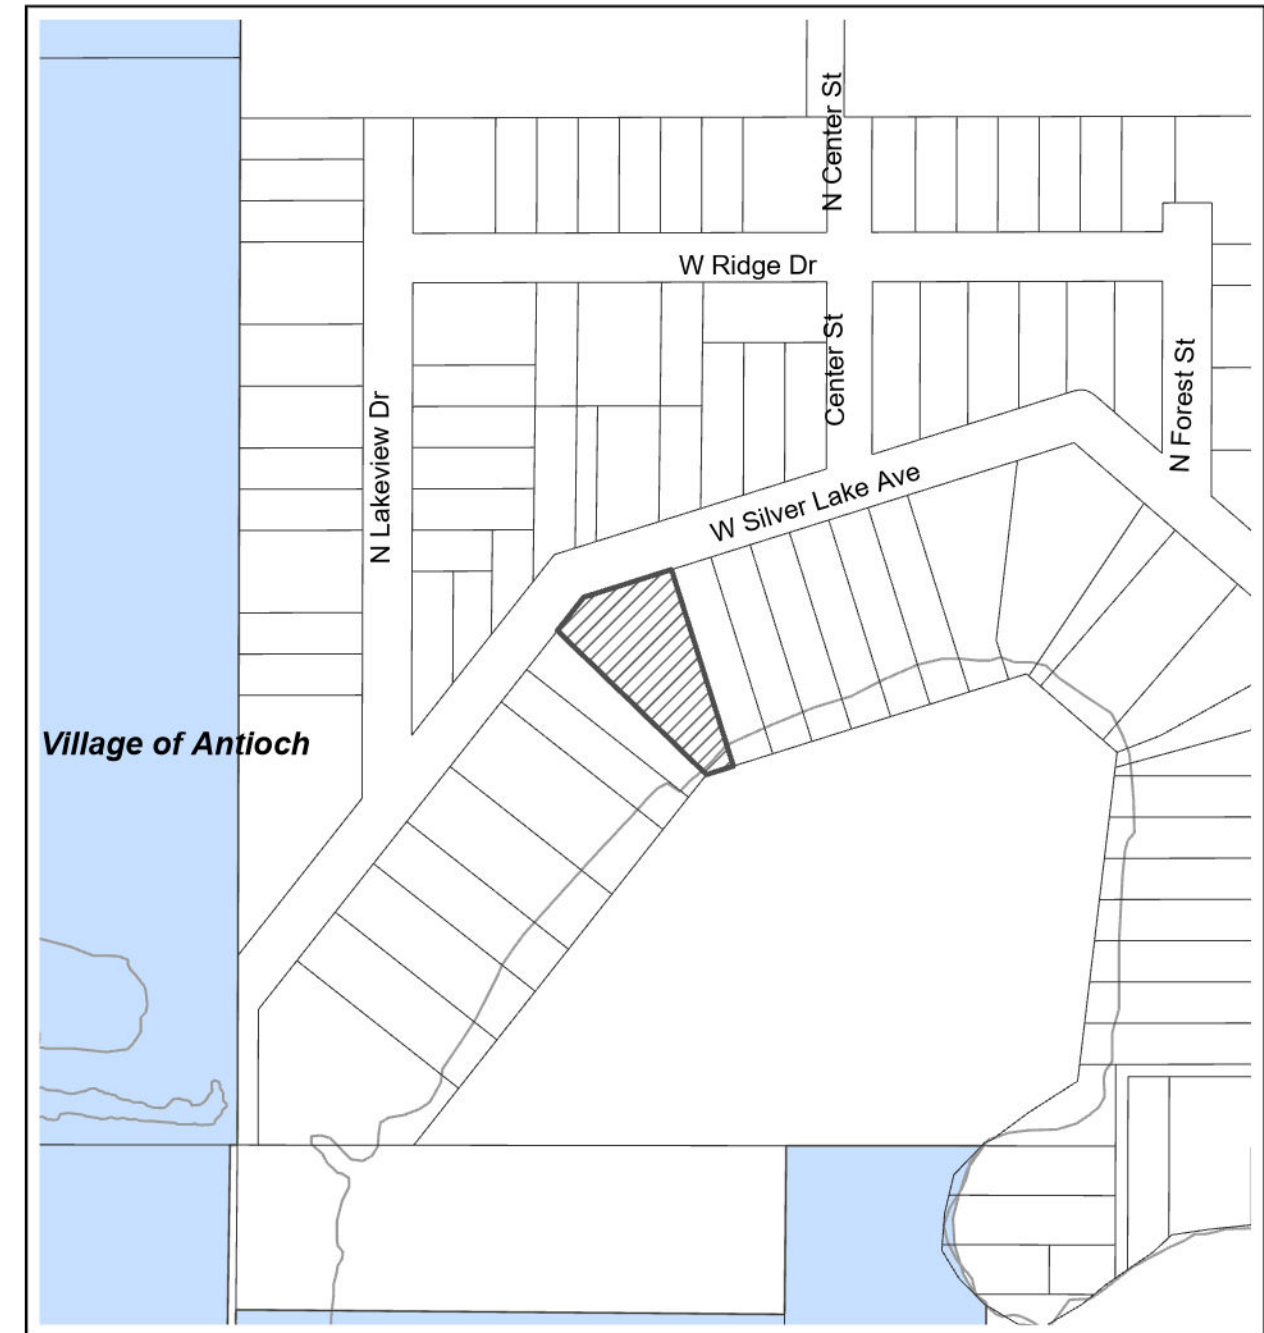 N Center St
W Ridge Dr
Center St
N Forest St
N Lakeview Dr
W Silver Lake Ave
Village of Antioch